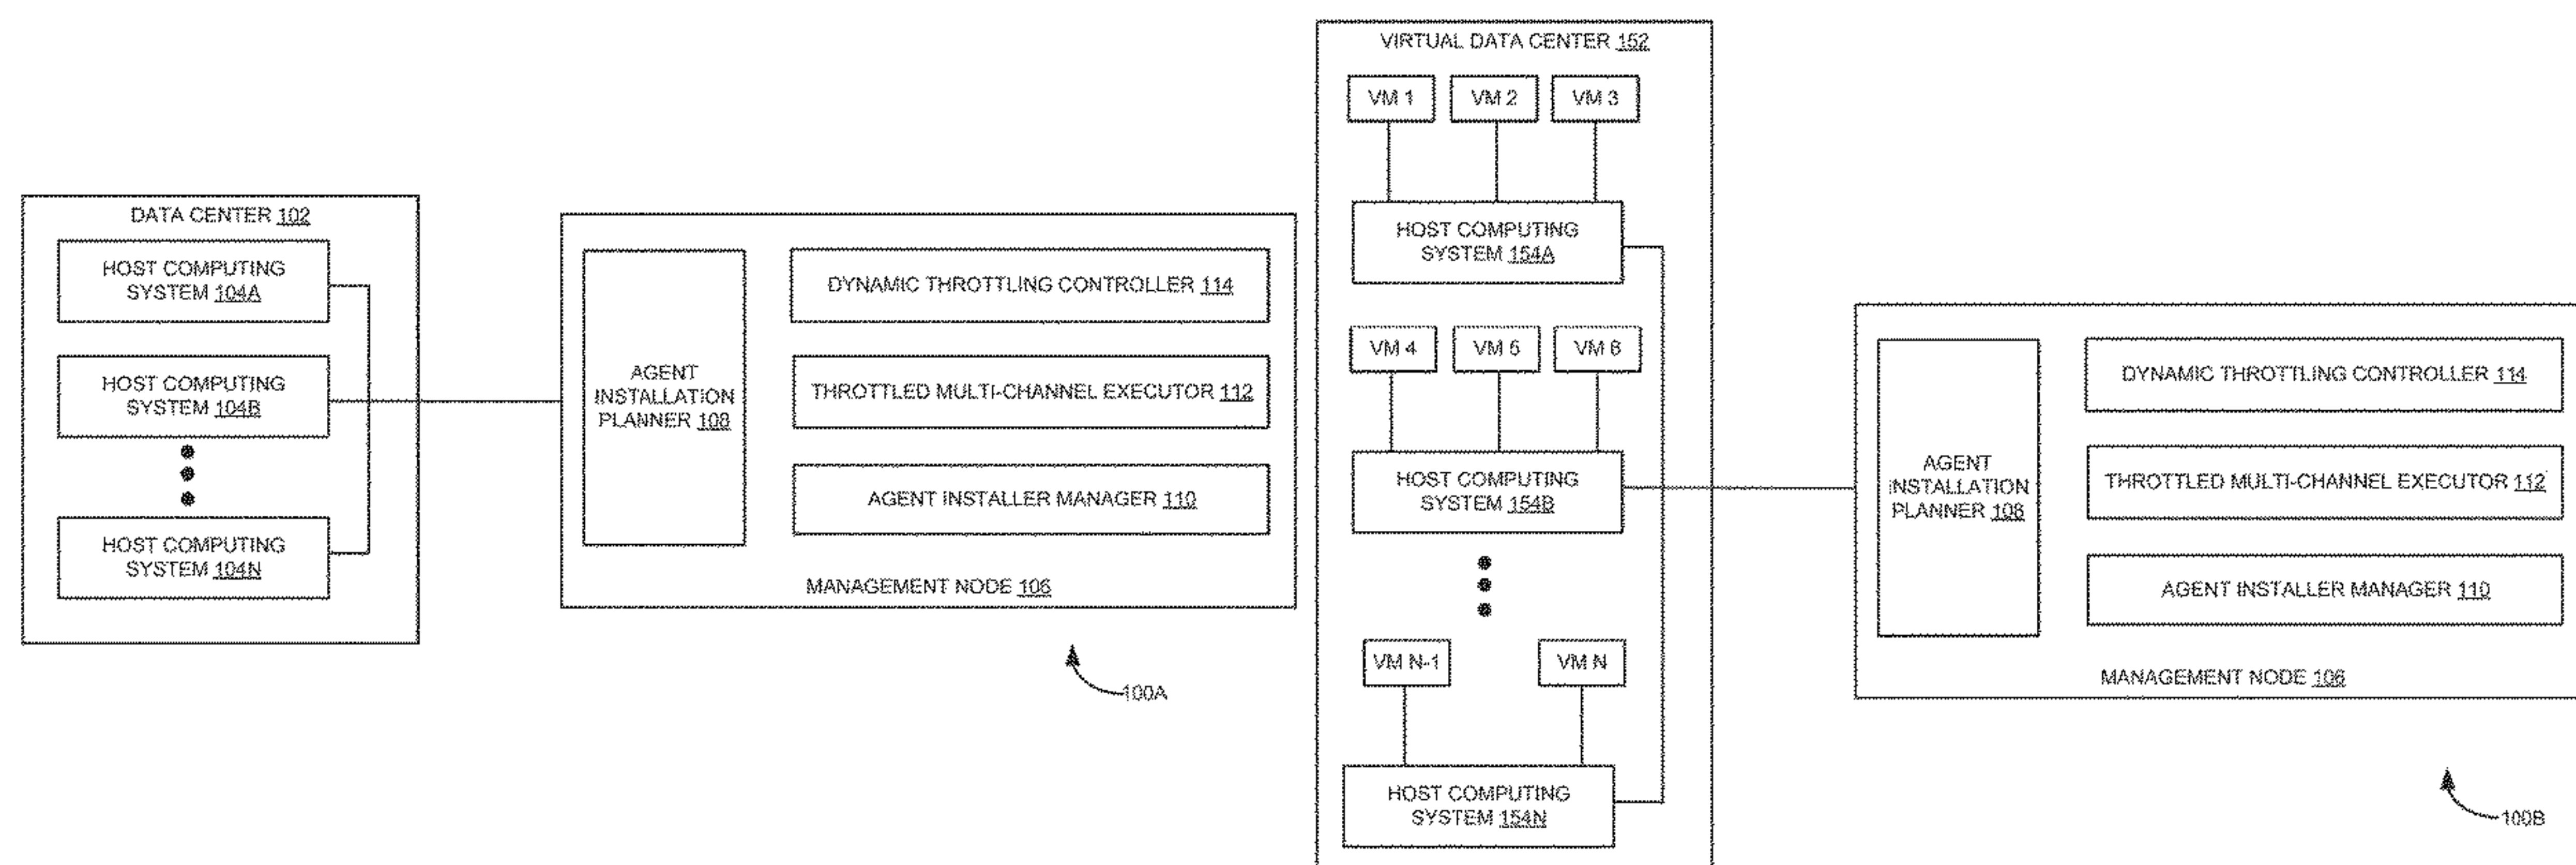 DATA CENTER 102
HOST COMPUTING
SYSTEM 104A
HOST COMPUTING
SYSTEM 104B
HOST COMPUTING
SYSTEM 104N
AGENT
INSTALLATION
PLANNER 108
DYNAMIC THROTTLING CONTROLLER 114
THROTTLED MULTI-CHANNEL EXECUTOR 112
AGENT INSTALLER MANAGER 110
MANAGEMENT NODE 106
100A
VIRTUAL DATA CENTER 152
VM 1
VM 2
VM 3
HOST COMPUTING
SYSTEM 154A
VM 4
VM 5
VM 6
HOST COMPUTING
SYSTEM 154B
VM N-1
VM N
HOST COMPUTING
SYSTEM 154N
AGENT
INSTALLATION
PLANNER 108
DYNAMIC THROTTLING CONTROLLER 114
THROTTLED MULTI-CHANNEL EXECUTOR 112
AGENT INSTALLER MANAGER 110
MANAGEMENT NODE 106
100B